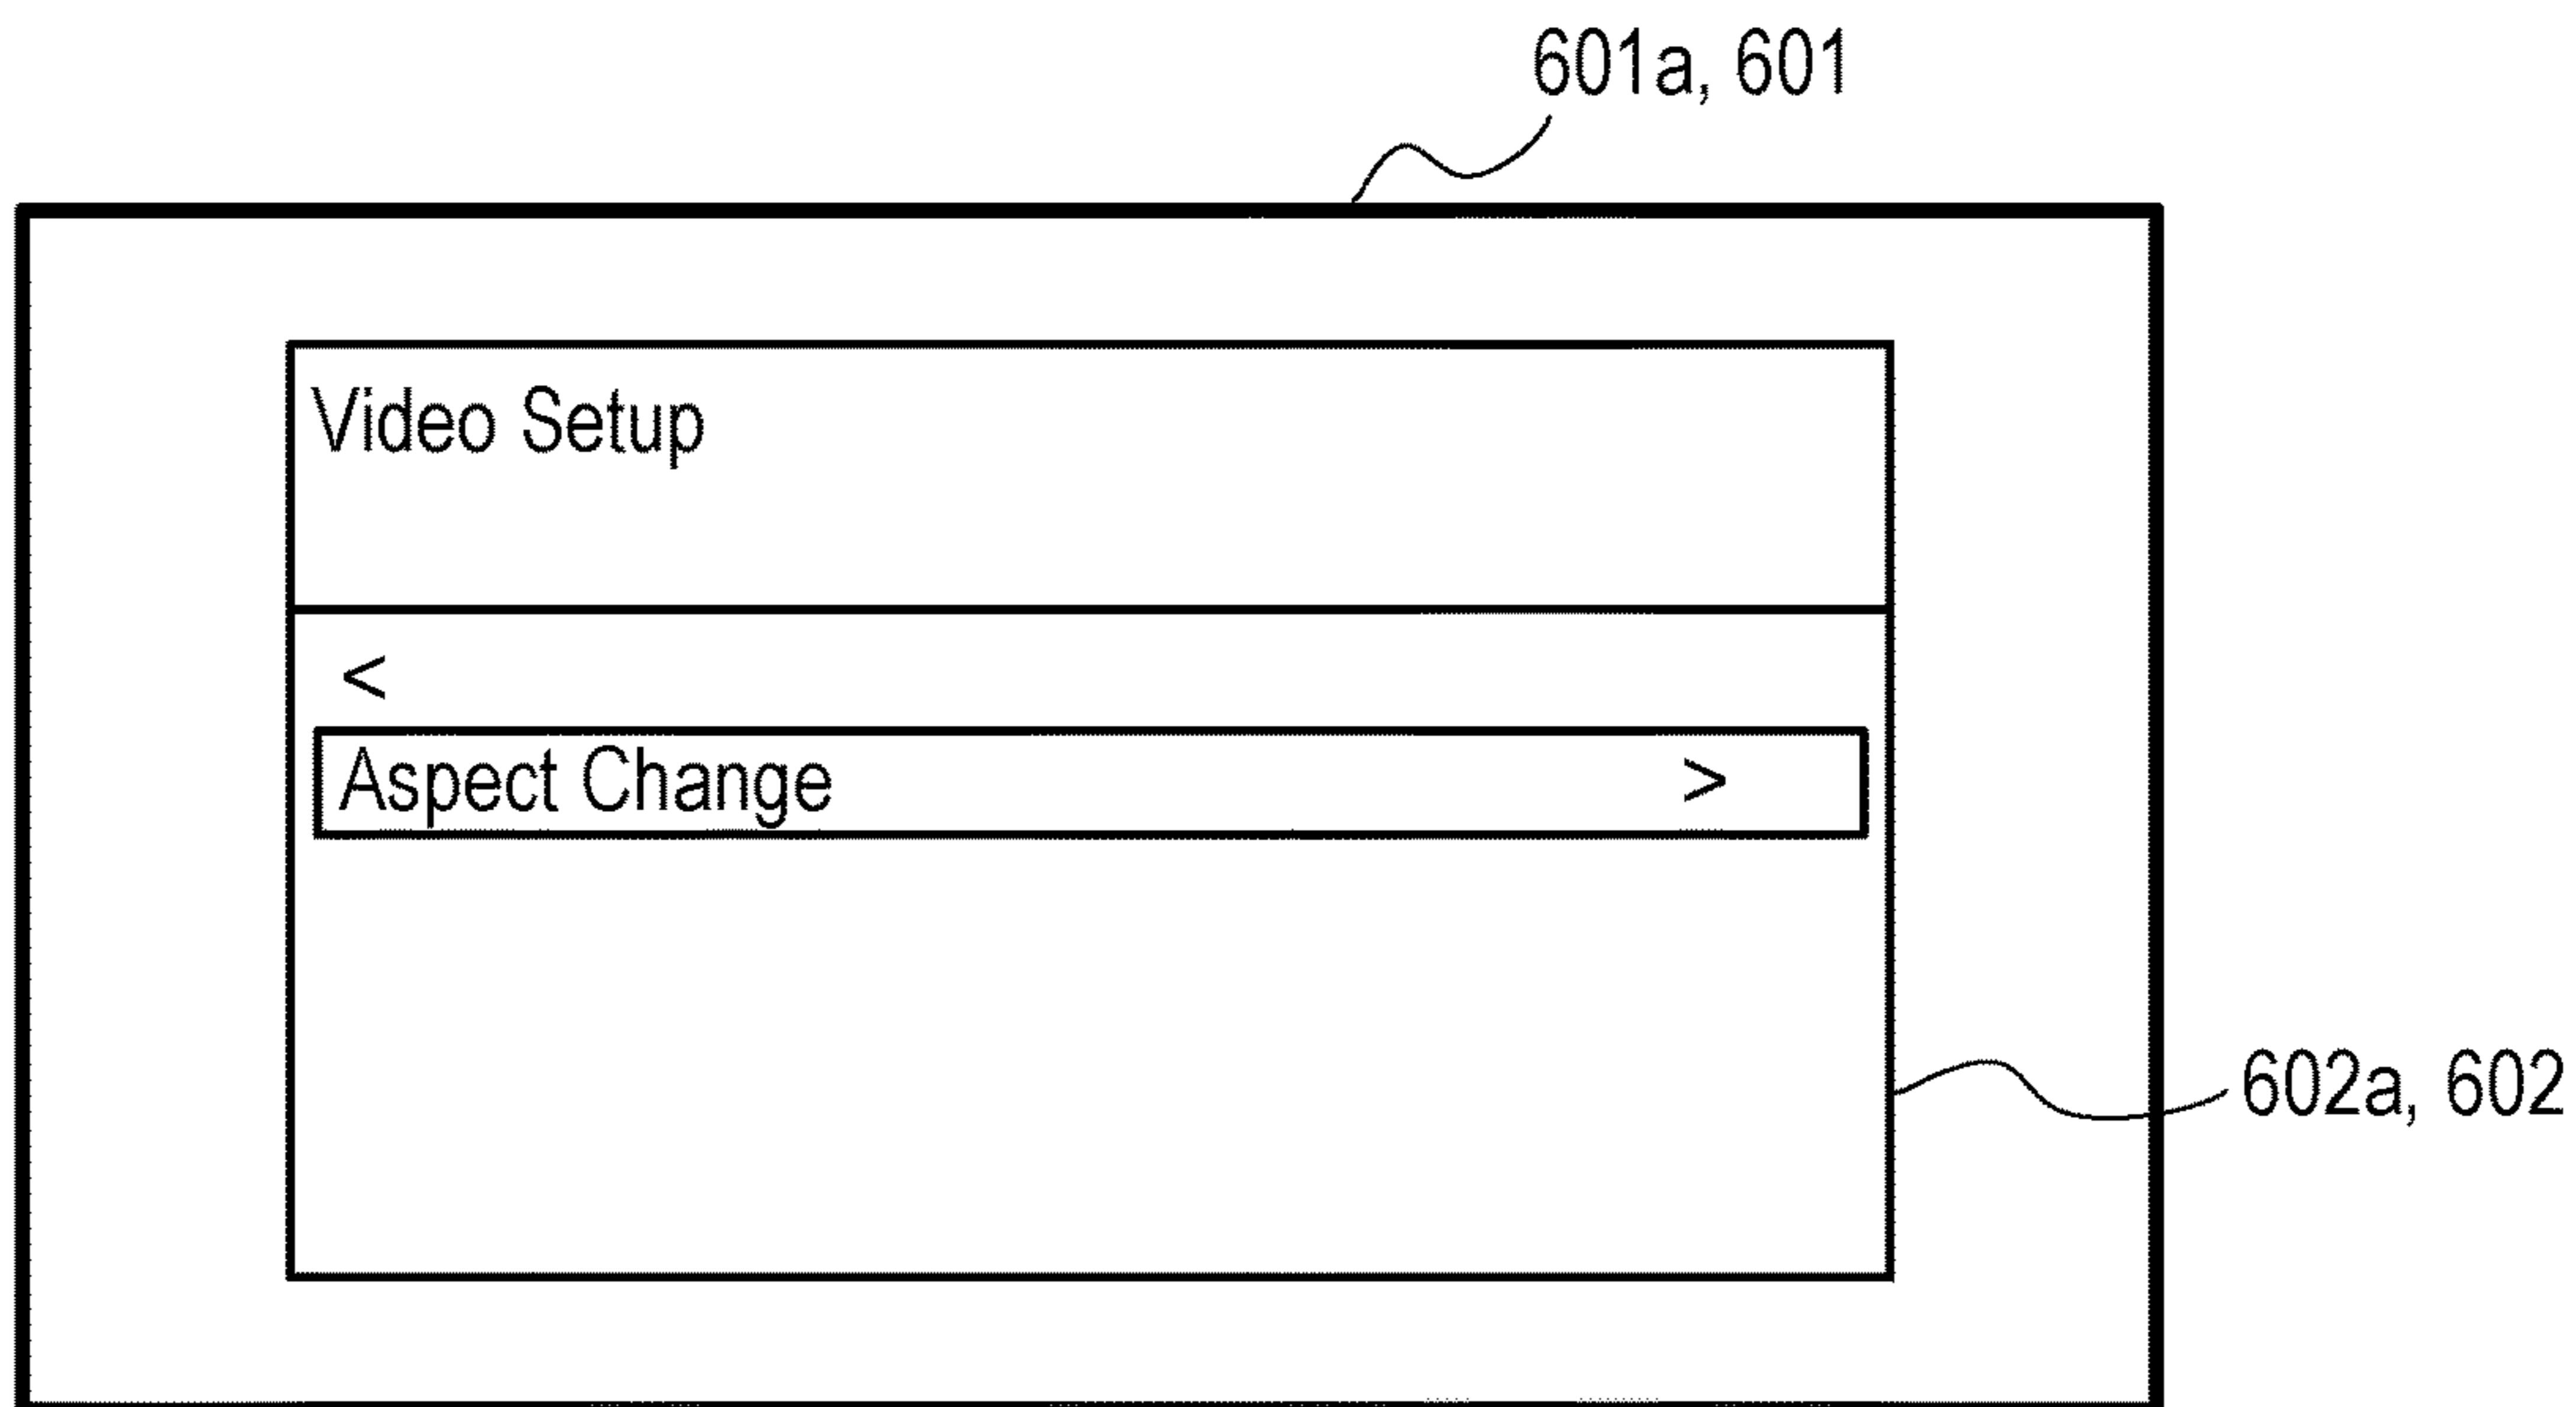 601a, 601
Video Setup
<
Aspect Change >
602a, 602